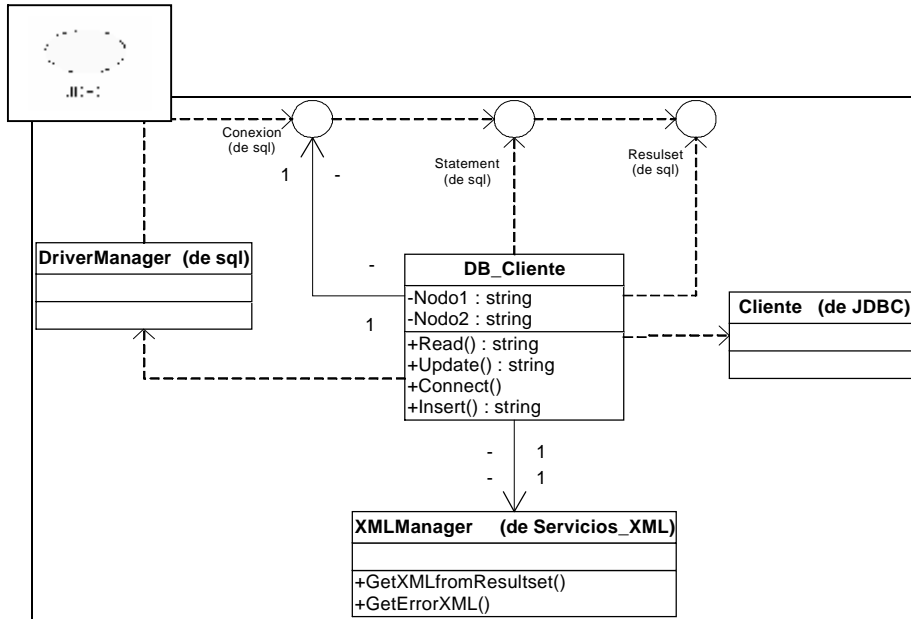 Conexion
(de sql)
Statement
(de sql)
Resulset
(de sql)
1 -
DriverManager (de sql)
-
1
DB_Cliente
-Nodo1 : string
-Nodo2 : string
+Read() : string
+Update() : string
+Connect()
+Insert() : string
Cliente (de JDBC)
- 1
- 1
XMLManager (de Servicios_XML)
+GetXMLfromResultset()
+GetErrorXML()